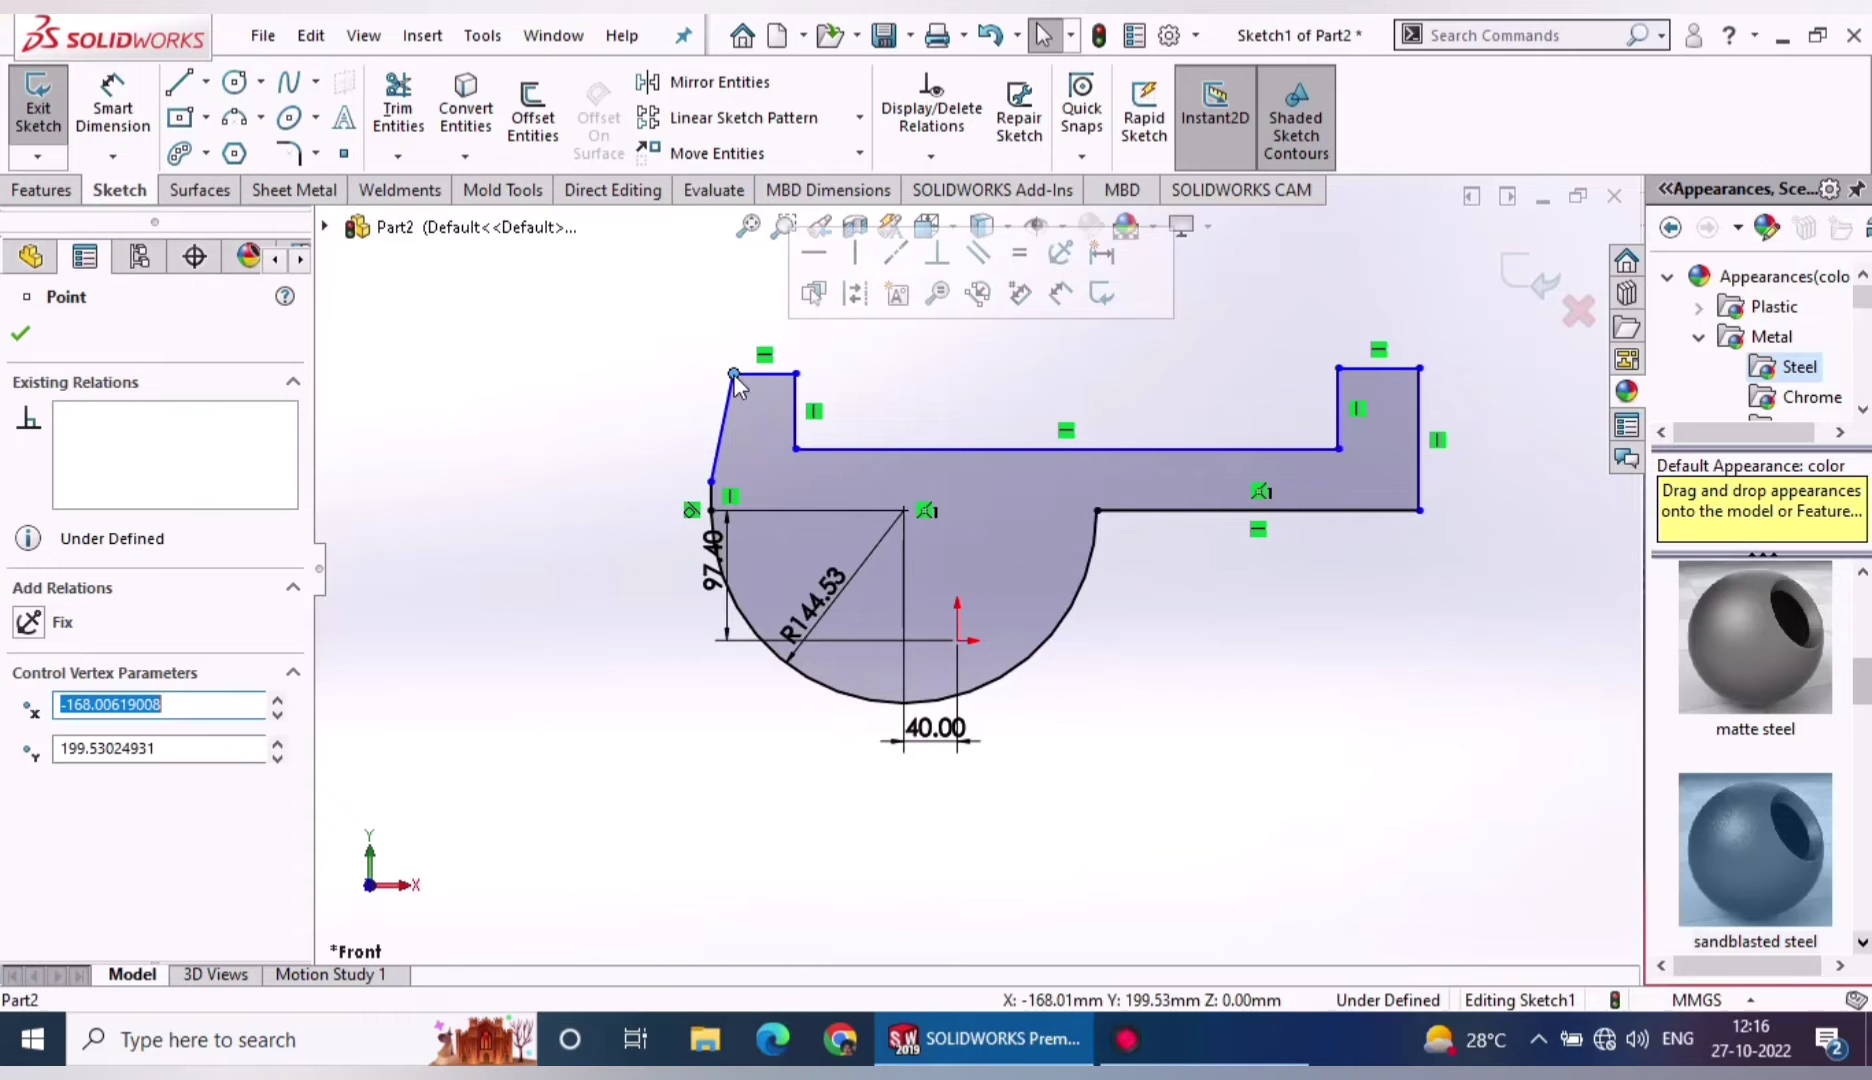 SOLIDWORKS File Edit View Insert Tools Window Help Sketch1 of Part2 * Search Commands ?
Exit Sketch
Smart Dimension
Trim Entities
Convert Entities
Offset Entities
Offset On Surface
Mirror Entities
Linear Sketch Pattern
Move Entities
Display/Delete Relations
Repair Sketch
Quick Snaps
Rapid Sketch
Instant2D
Shaded Sketch Contours
Features Sketch Surfaces Sheet Metal Weldments Mold Tools Direct Editing Evaluate MBD Dimensions SOLIDWORKS Add-Ins MBD SOLIDWORKS CAM
Part2 (Default<<Default>...
Point
Existing Relations
Under Defined
Add Relations
Fix
Control Vertex Parameters
X -168.00619008
Y 199.53024931
97.40
R144.53
40.00
1
1
Y
X
*Front
<<Appearances, Sce...
Appearances(colo
Plastic
Metal
Steel
Chrome
Default Appearance: color
Drag and drop appearances
onto the model or Feature...
matte steel
sandblasted steel
Model 3D Views Motion Study 1
Part2 X: -168.01mm Y: 199.53mm Z: 0.00mm Under Defined Editing Sketch1 MMGS
Type here to search SW 2019 SOLIDWORKS Prem... 28°C ENG 12:16
27-10-2022 2